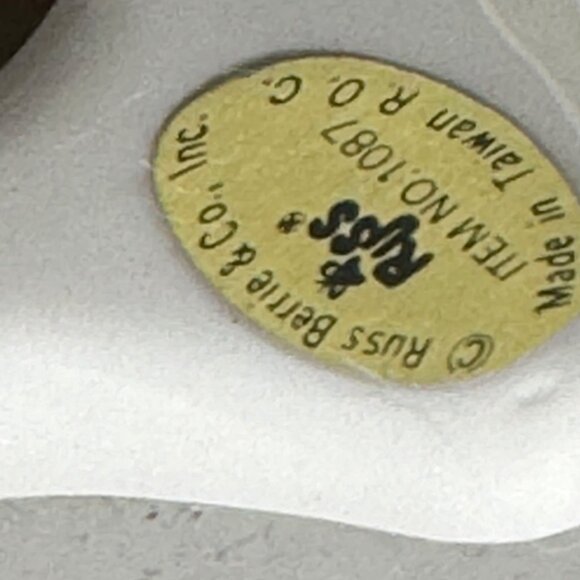 © Russ Berrie & Co., Inc.
Russ
ITEM NO.1087
Made in Taiwan R. O. C.